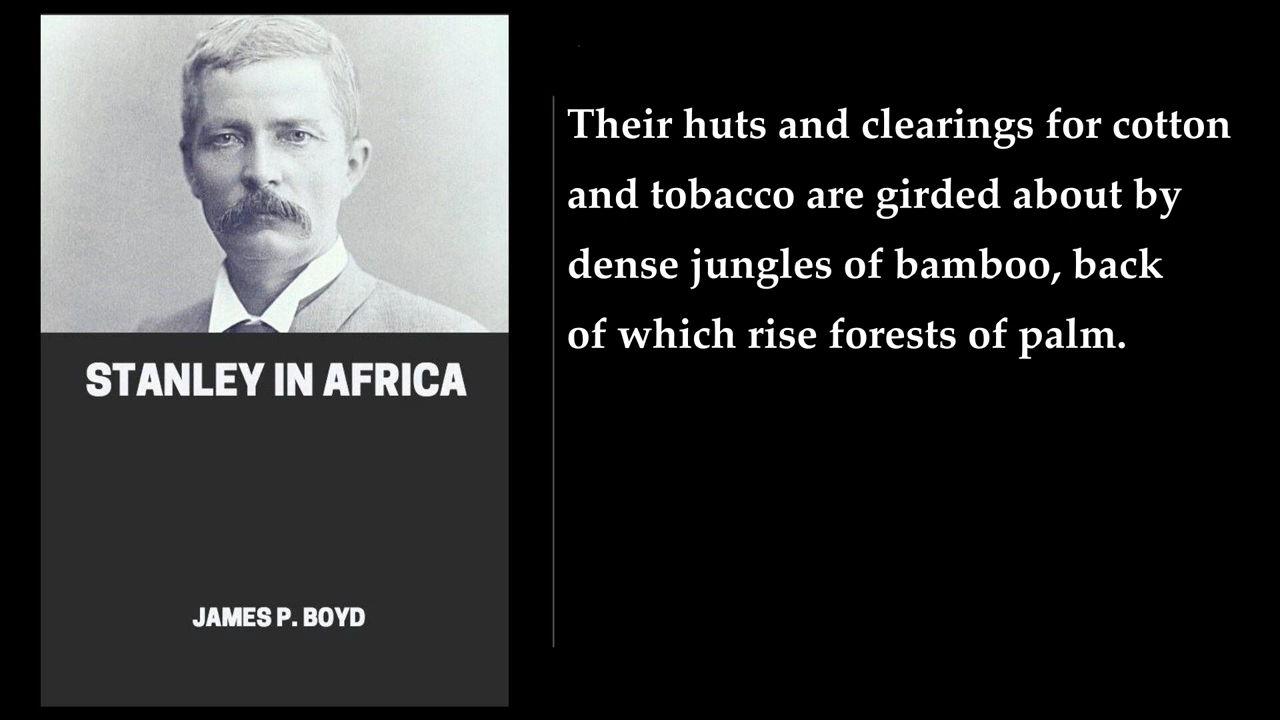 STANLEY IN AFRICA
JAMES P. BOYD
Their huts and clearings for cotton
and tobacco are girded about by
dense jungles of bamboo, back
of which rise forests of palm.